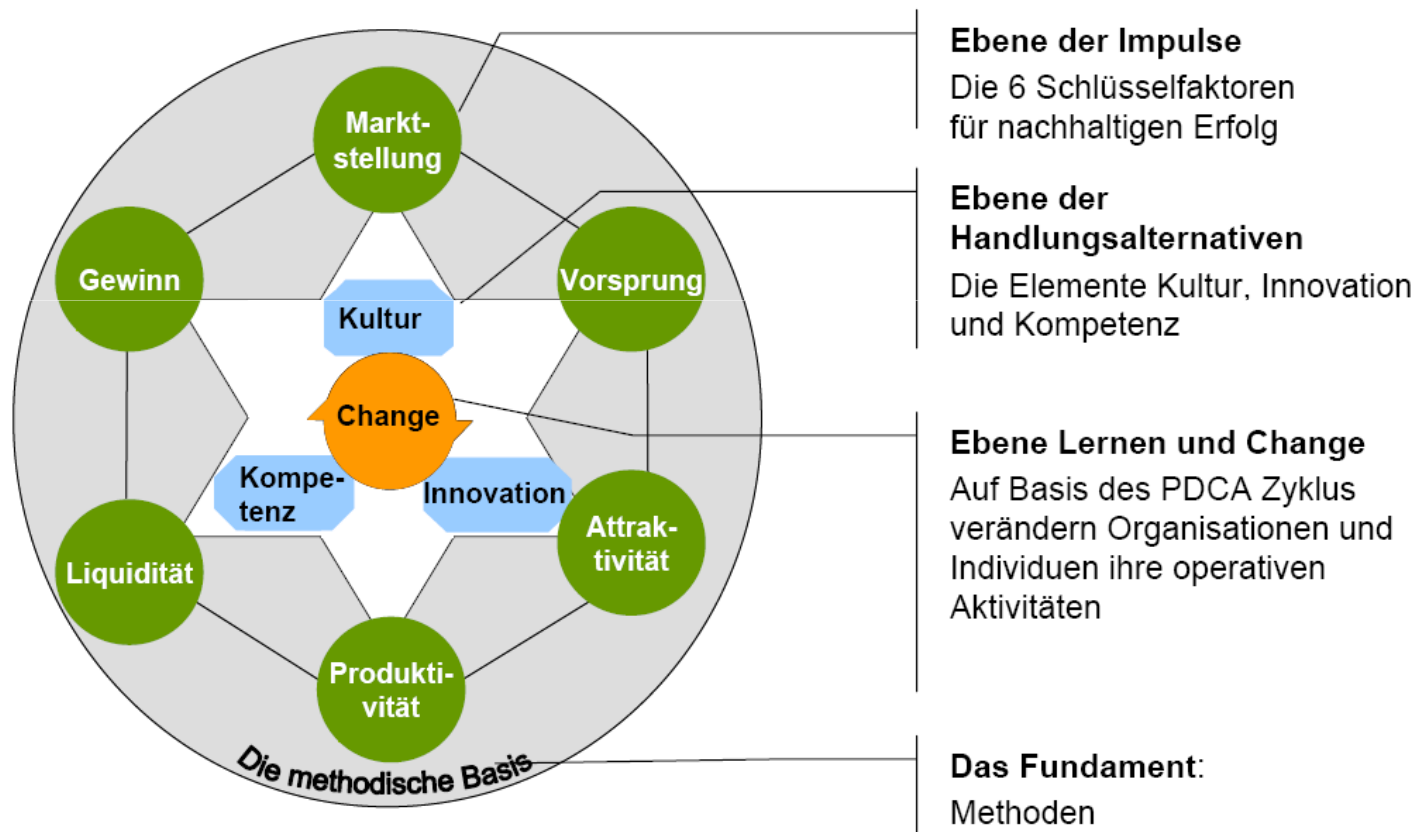 Markt-
stellung
Gewinn
Vorsprung
Kultur
Change
Kompe-
tenz
Innovation
Liquidität
Attrak-
tivität
Produkti-
vität
Die methodische Basis
Ebene der Impulse
Die 6 Schlüsselfaktoren
für nachhaltigen Erfolg
Ebene der
Handlungsalternativen
Die Elemente Kultur, Innovation
und Kompetenz
Ebene Lernen und Change
Auf Basis des PDCA Zyklus
verändern Organisationen und
Individuen ihre operativen
Aktivitäten
Das Fundament:
Methoden